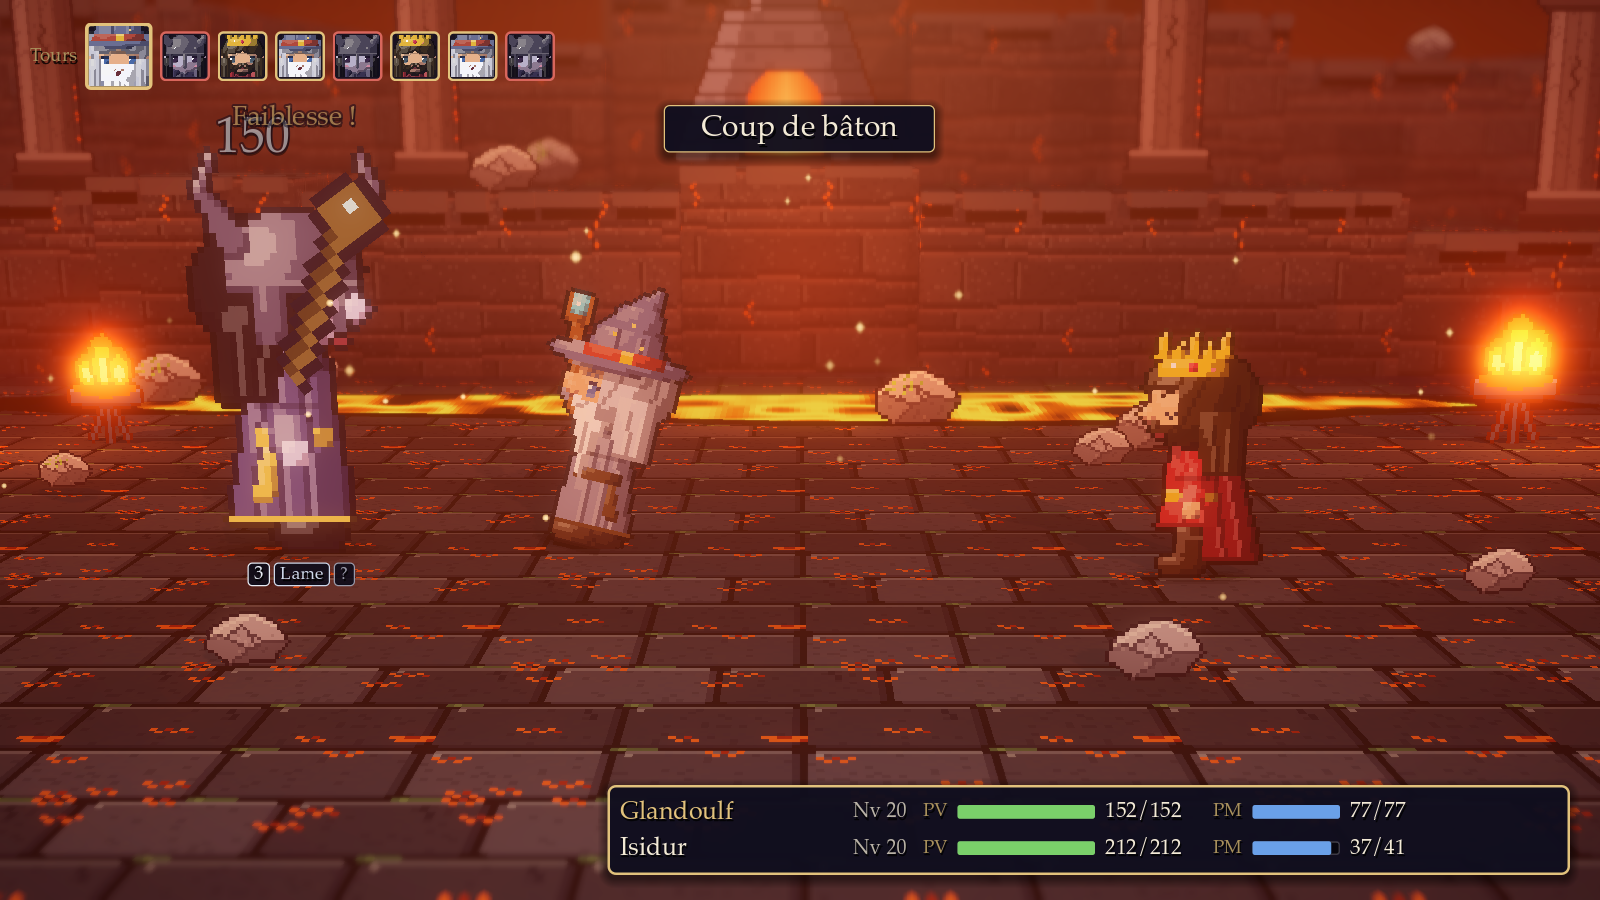 Tours
Faiblesse !
150
Coup de bâton
3 Lame ?
Glandoulf Nv 20 PV 152/152 PM 77/77
Isidur Nv 20 PV 212/212 PM 37/41